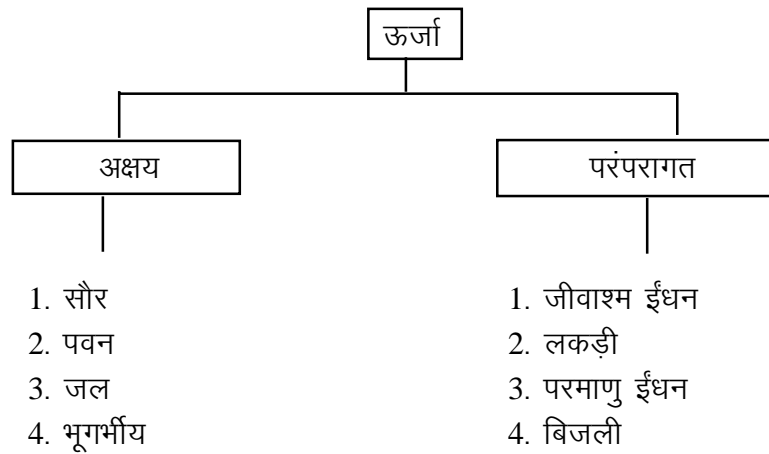 ऊर्जा
अक्षय
परंपरागत
1. सौर
2. पवन
3. जल
4. भूगर्भीय
1. जीवाश्म ईंधन
2. लकड़ी
3. परमाणु ईंधन
4. बिजली